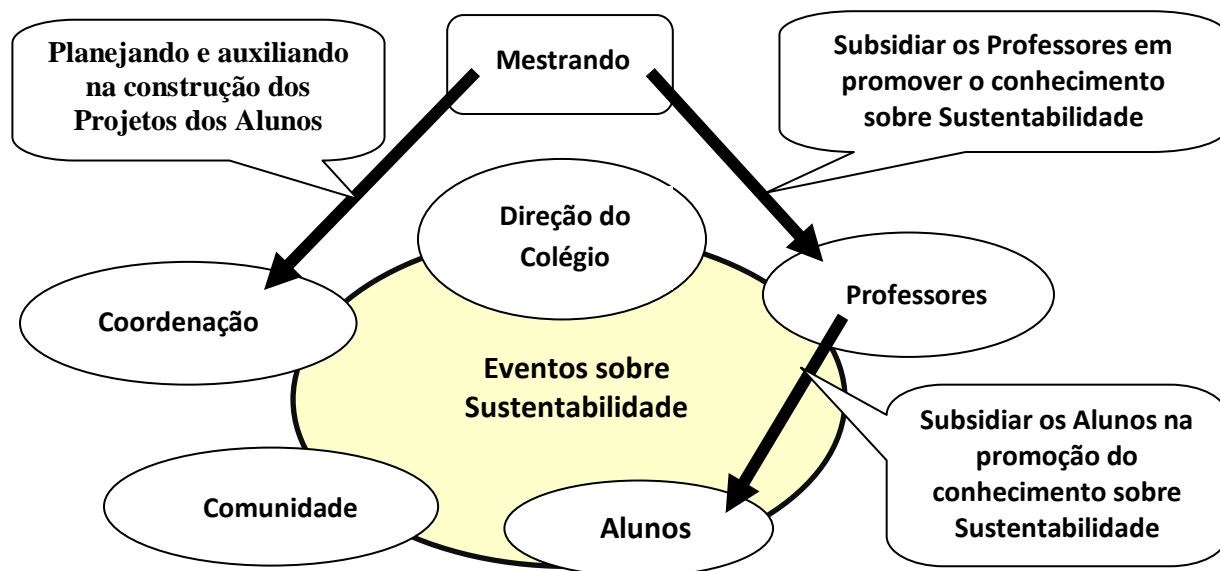 Planejando e auxiliando
na construção dos
Projetos dos Alunos
Mestrando
Subsidiar os Professores em
promover o conhecimento
sobre Sustentabilidade
Direção do
Colégio
Coordenação
Professores
Eventos sobre
Sustentabilidade
Subsidiar os Alunos na
promoção do
conhecimento sobre
Sustentabilidade
Comunidade
Alunos